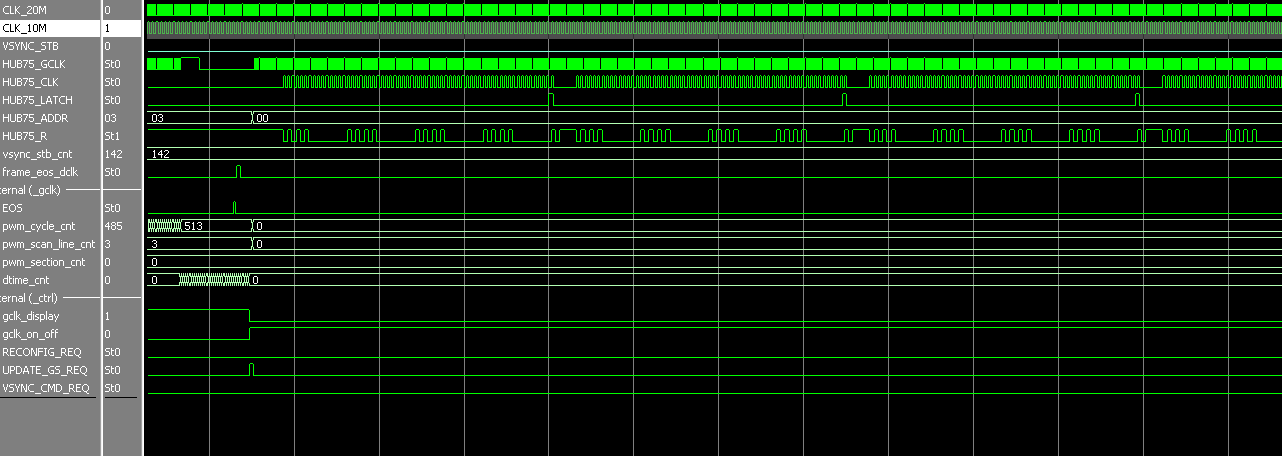 CLK_20M 0
CLK_10M 1
VSYNC_STB 0
HUB75_GCLK St0
HUB75_CLK St0
HUB75_LATCH St0
HUB75_ADDR 03 03 00
HUB75_R St1
vsync_stb_cnt 142 142
frame_eos_dclk St0
ernal (_gclk)
EOS St0
pwm_cycle_cnt 485 513 0
pwm_scan_line_cnt 3 3 0
pwm_section_cnt 0 0
dtime_cnt 0 0 0
ernal (_ctrl)
gclk_display 1
gclk_on_off 0
RECONFIG_REQ St0
UPDATE_GS_REQ St0
VSYNC_CMD_REQ St0